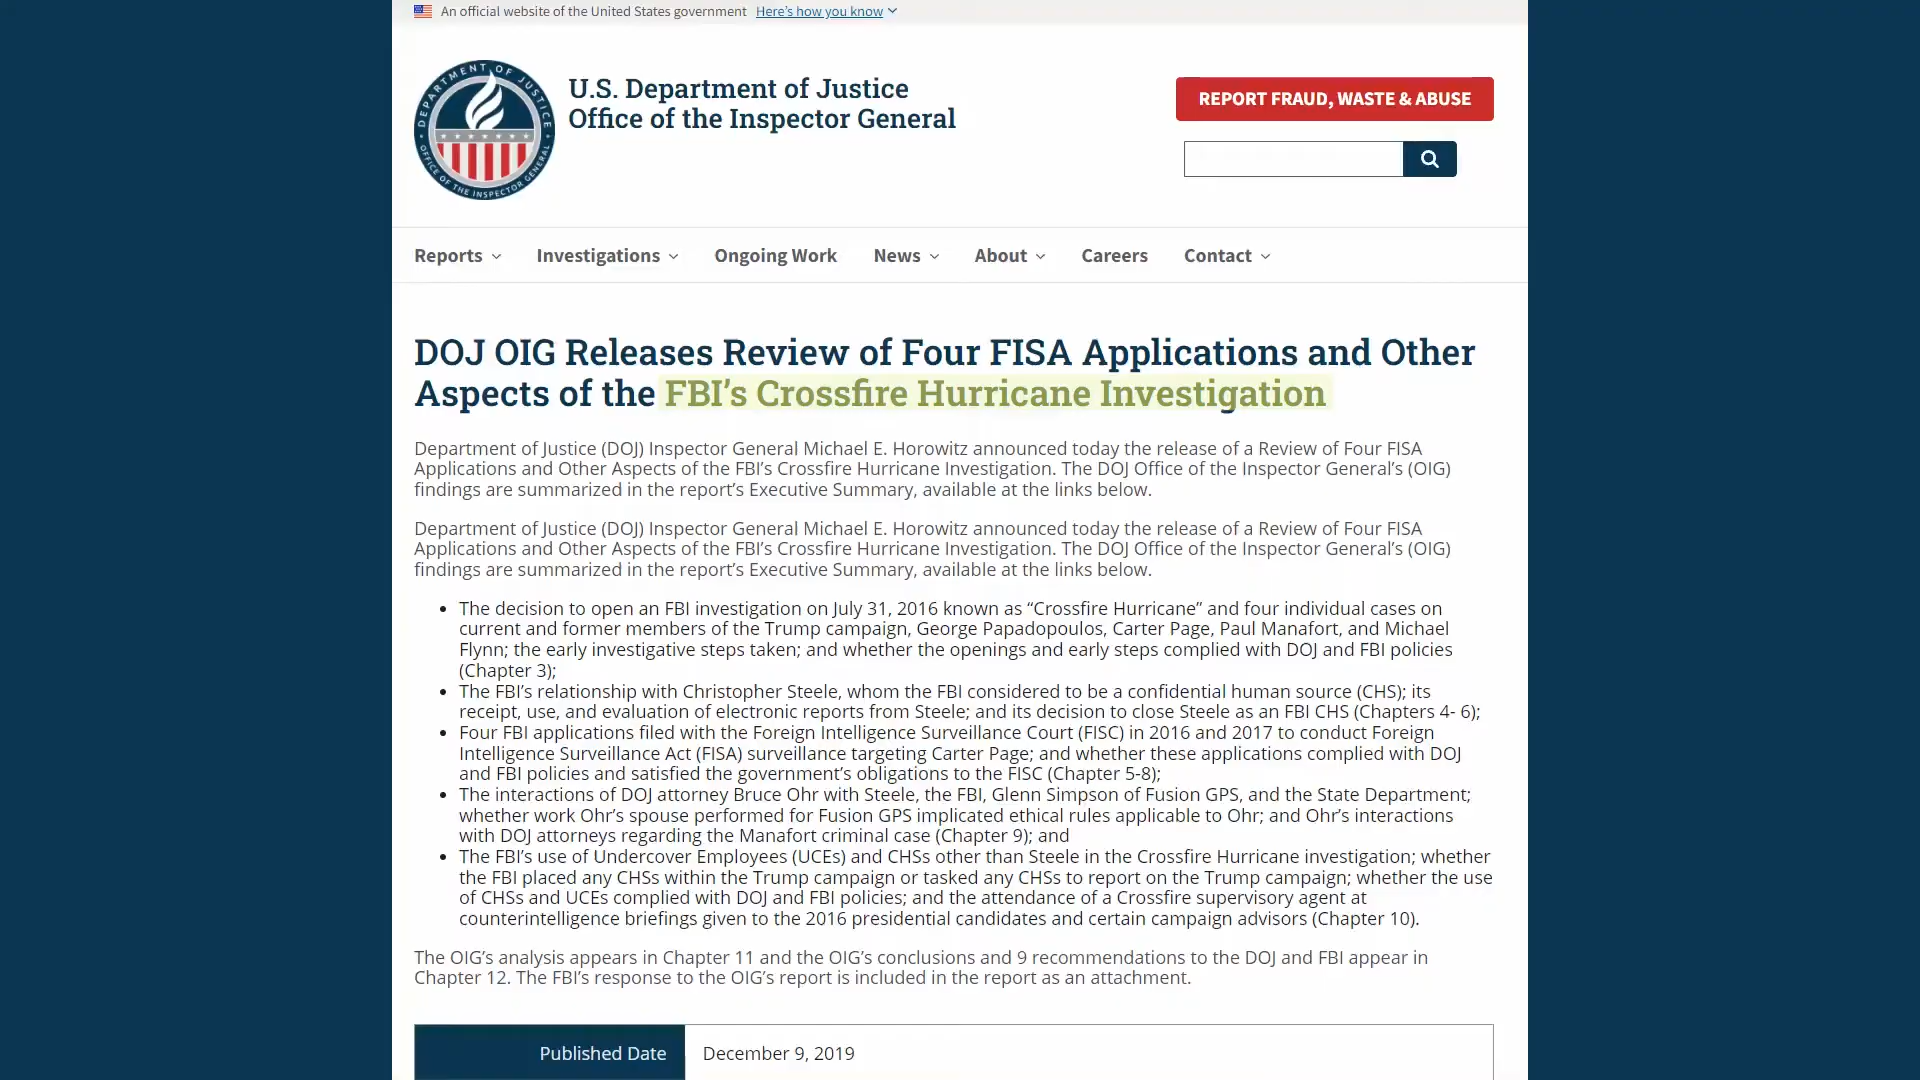 An official website of the United States government Here's how you know
DEPARTMENT OF JUSTICE
OFFICE OF THE INSPECTOR GENERAL
U.S. Department of Justice
Office of the Inspector General
REPORT FRAUD, WASTE & ABUSE
Reports Investigations Ongoing Work News About Careers Contact
DOJ OIG Releases Review of Four FISA Applications and Other
Aspects of the FBI’s Crossfire Hurricane Investigation
Department of Justice (DOJ) Inspector General Michael E. Horowitz announced today the release of a Review of Four FISA
Applications and Other Aspects of the FBI’s Crossfire Hurricane Investigation. The DOJ Office of the Inspector General’s (OIG)
findings are summarized in the report’s Executive Summary, available at the links below.
Department of Justice (DOJ) Inspector General Michael E. Horowitz announced today the release of a Review of Four FISA
Applications and Other Aspects of the FBI’s Crossfire Hurricane Investigation. The DOJ Office of the Inspector General’s (OIG)
findings are summarized in the report’s Executive Summary, available at the links below.
• The decision to open an FBI investigation on July 31, 2016 known as “Crossfire Hurricane” and four individual cases on
current and former members of the Trump campaign, George Papadopoulos, Carter Page, Paul Manafort, and Michael
Flynn; the early investigative steps taken; and whether the openings and early steps complied with DOJ and FBI policies
(Chapter 3);
• The FBI’s relationship with Christopher Steele, whom the FBI considered to be a confidential human source (CHS); its
receipt, use, and evaluation of electronic reports from Steele; and its decision to close Steele as an FBI CHS (Chapters 4- 6);
• Four FBI applications filed with the Foreign Intelligence Surveillance Court (FISC) in 2016 and 2017 to conduct Foreign
Intelligence Surveillance Act (FISA) surveillance targeting Carter Page; and whether these applications complied with DOJ
and FBI policies and satisfied the government’s obligations to the FISC (Chapter 5-8);
• The interactions of DOJ attorney Bruce Ohr with Steele, the FBI, Glenn Simpson of Fusion GPS, and the State Department;
whether work Ohr’s spouse performed for Fusion GPS implicated ethical rules applicable to Ohr; and Ohr’s interactions
with DOJ attorneys regarding the Manafort criminal case (Chapter 9); and
• The FBI’s use of Undercover Employees (UCEs) and CHSs other than Steele in the Crossfire Hurricane investigation; whether
the FBI placed any CHSs within the Trump campaign or tasked any CHSs to report on the Trump campaign; whether the use
of CHSs and UCEs complied with DOJ and FBI policies; and the attendance of a Crossfire supervisory agent at
counterintelligence briefings given to the 2016 presidential candidates and certain campaign advisors (Chapter 10).
The OIG’s analysis appears in Chapter 11 and the OIG’s conclusions and 9 recommendations to the DOJ and FBI appear in
Chapter 12. The FBI’s response to the OIG’s report is included in the report as an attachment.
Published Date December 9, 2019